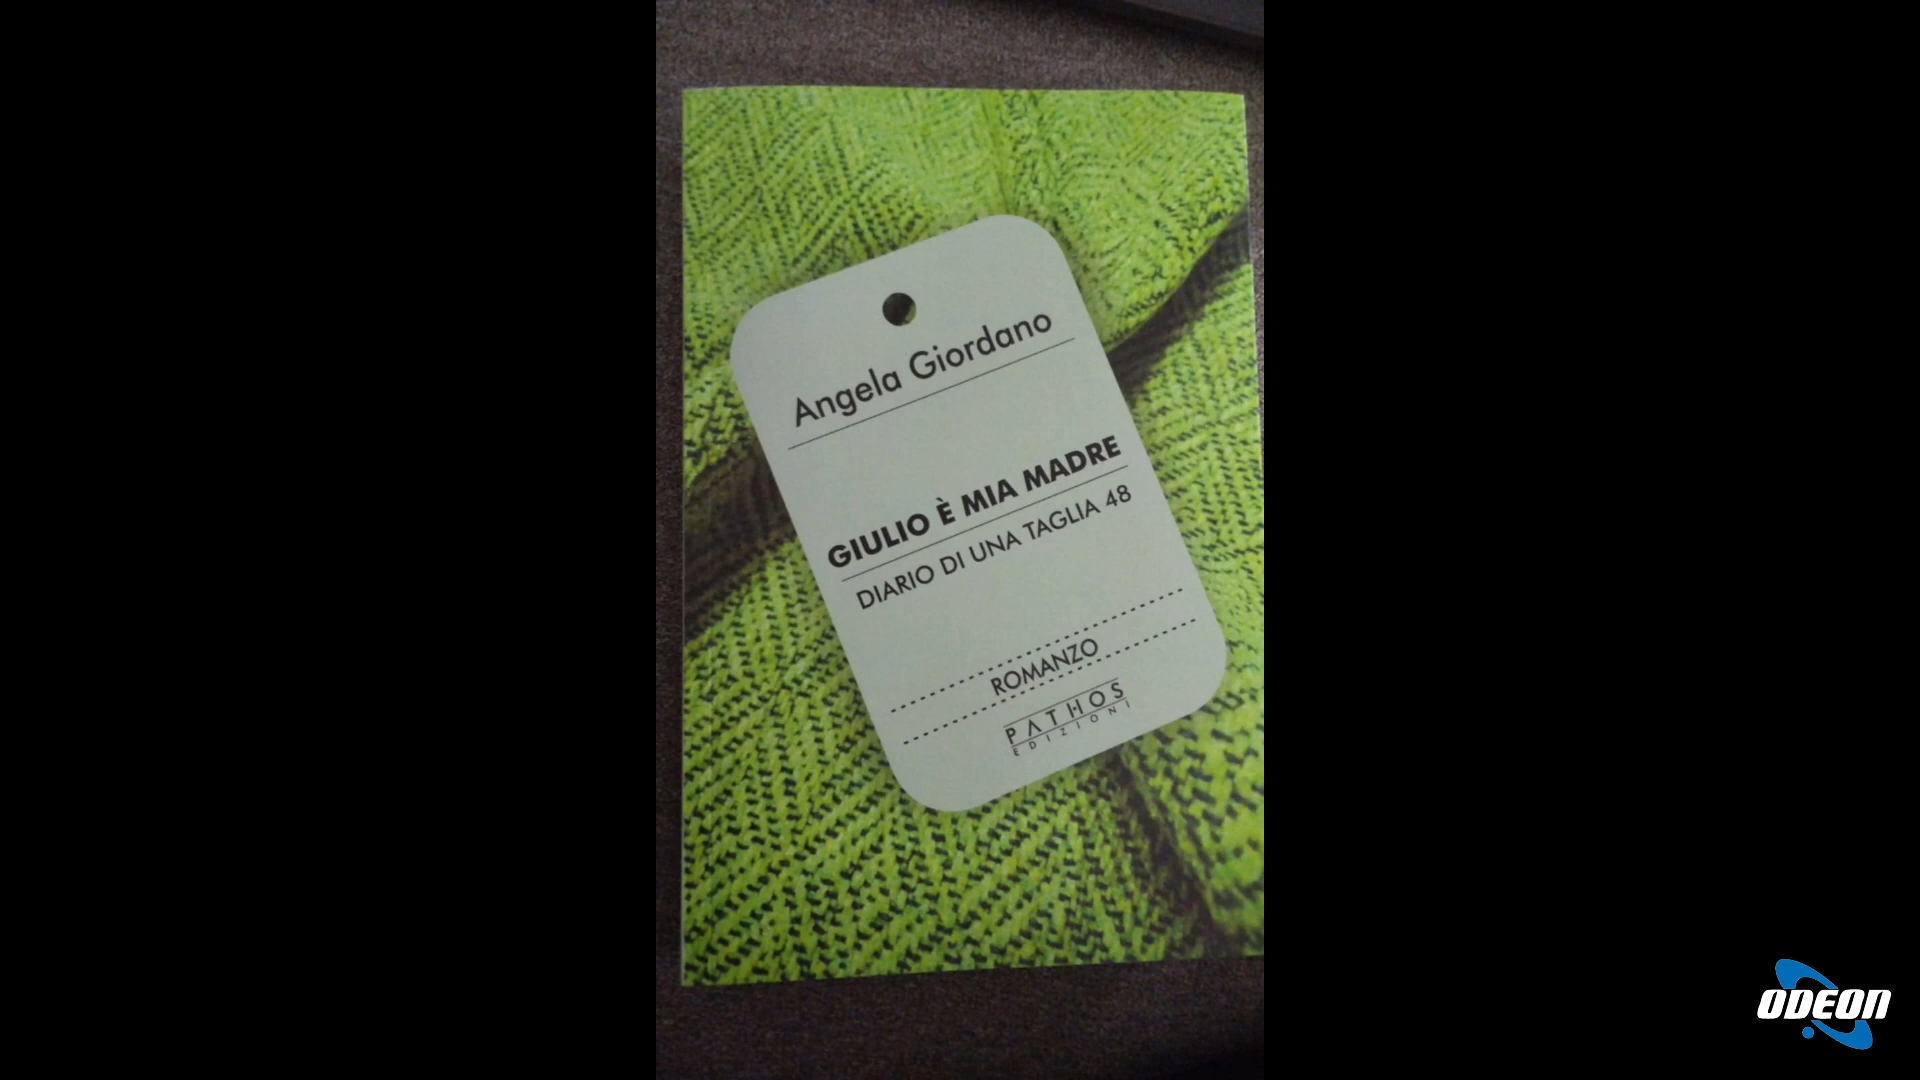 Angela Giordano
GIULIO È MIA MADRE
DIARIO DI UNA TAGLIA 48
ROMANZO
PATHOS
EDIZIONI
ODEON